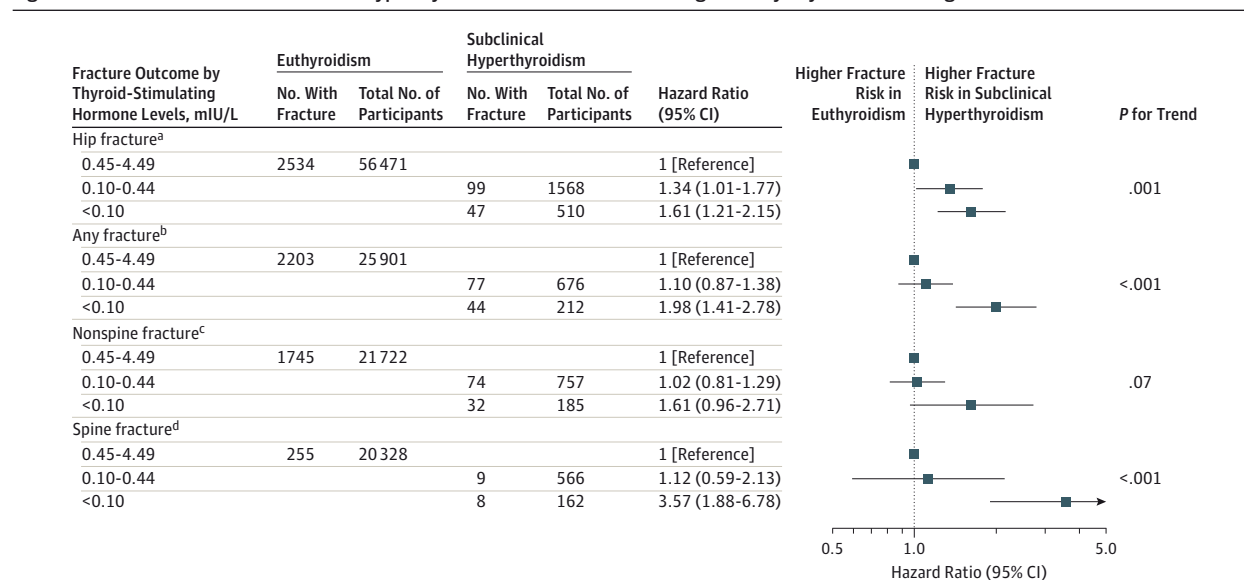 Subclinical
Euthyroidism Hyperthyroidism
Fracture Outcome by Thyroid-Stimulating Hormone Levels, mIU/L No. With Fracture Total No. of Participants No. With Fracture Total No. of Participants Hazard Ratio (95% CI) Higher Fracture Risk in Euthyroidism Higher Fracture Risk in Subclinical Hyperthyroidism P for Trend
Hip fracturea
0.45-4.49 2534 56471 1 [Reference]
0.10-0.44 99 1568 1.34 (1.01-1.77) .001
<0.10 47 510 1.61 (1.21-2.15)
Any fractureb
0.45-4.49 2203 25901 1 [Reference]
0.10-0.44 77 676 1.10 (0.87-1.38) <.001
<0.10 44 212 1.98 (1.41-2.78)
Nonspine fracturec
0.45-4.49 1745 21722 1 [Reference]
0.10-0.44 74 757 1.02 (0.81-1.29) .07
<0.10 32 185 1.61 (0.96-2.71)
Spine fractured
0.45-4.49 255 20328 1 [Reference]
0.10-0.44 9 566 1.12 (0.59-2.13) <.001
<0.10 8 162 3.57 (1.88-6.78)
0.5 1.0 5.0
Hazard Ratio (95% CI)